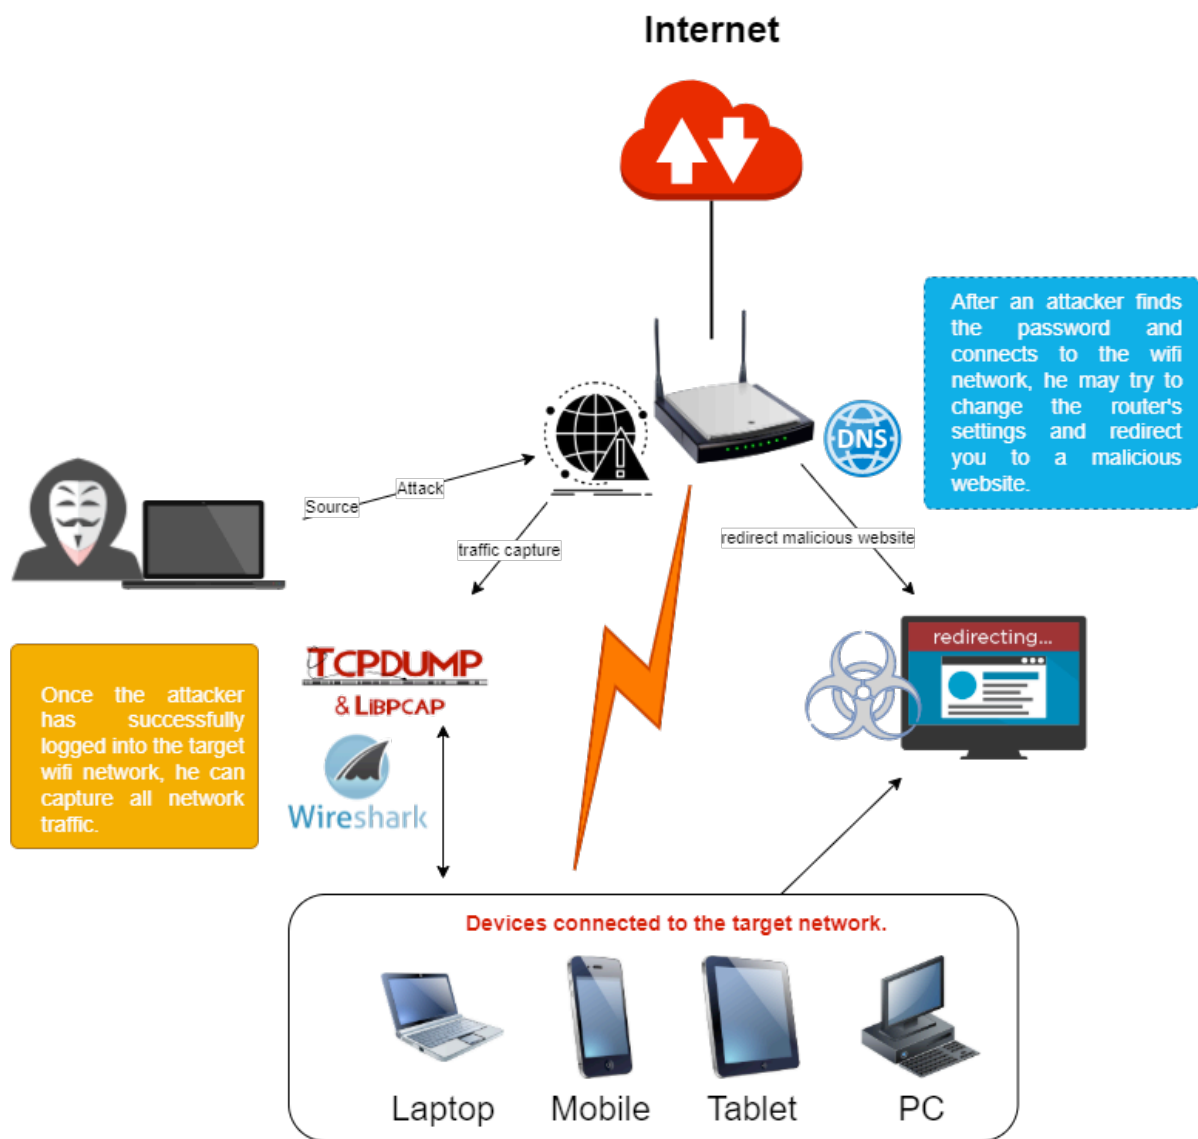 Internet
After an attacker finds
the password and
connects to the wifi
network, he may try to
change the router's
settings and redirect
you to a malicious
website.
DNS
Attack
Source
traffic capture
redirect malicious website
redirecting...
TCPDUMP
& LIBPCAP
Wireshark
Once the attacker
has successfully
logged into the target
wifi network, he can
capture all network
traffic.
Devices connected to the target network.
Laptop
Mobile
Tablet
PC